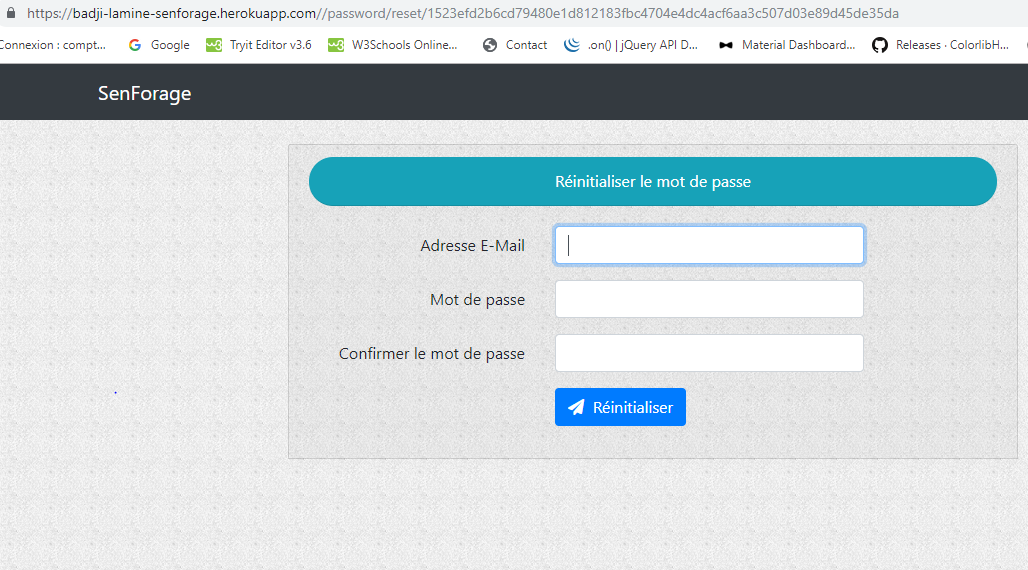 https://badji-lamine-senforage.herokuapp.com//password/reset/1523efd2b6cd79480e1d812183fbc4704e4dc4acf6aa3c507d03e89d45de35da
Connexion : compt... Google Tryit Editor v3.6 W3Schools Online... Contact .on() | jQuery API D... Material Dashboard... Releases · ColorlibH...
SenForage
Réinitialiser le mot de passe
Adresse E-Mail
Mot de passe
Confirmer le mot de passe
Réinitialiser